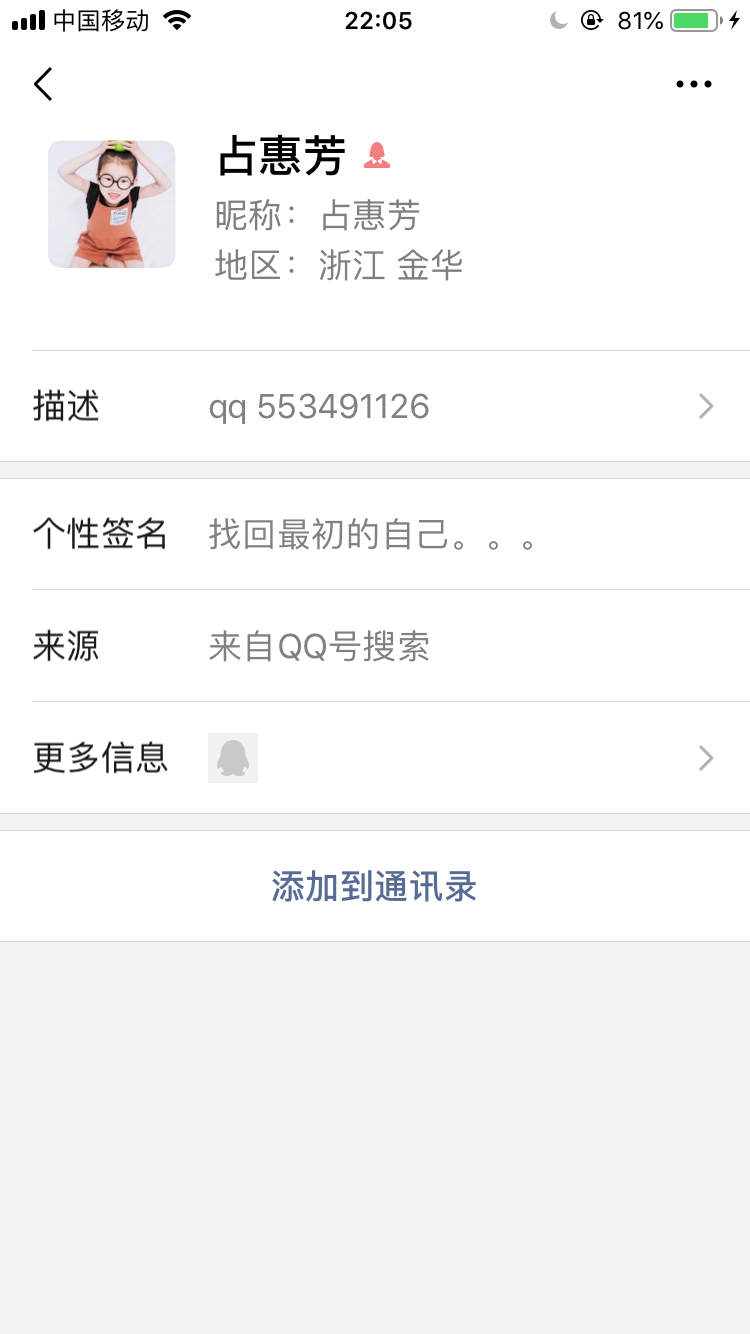 中国移动 22:05 81%
占惠芳
昵称：占惠芳
地区：浙江 金华
描述 qq 553491126
个性签名 找回最初的自己。。。
来源 来自QQ号搜索
更多信息
添加到通讯录